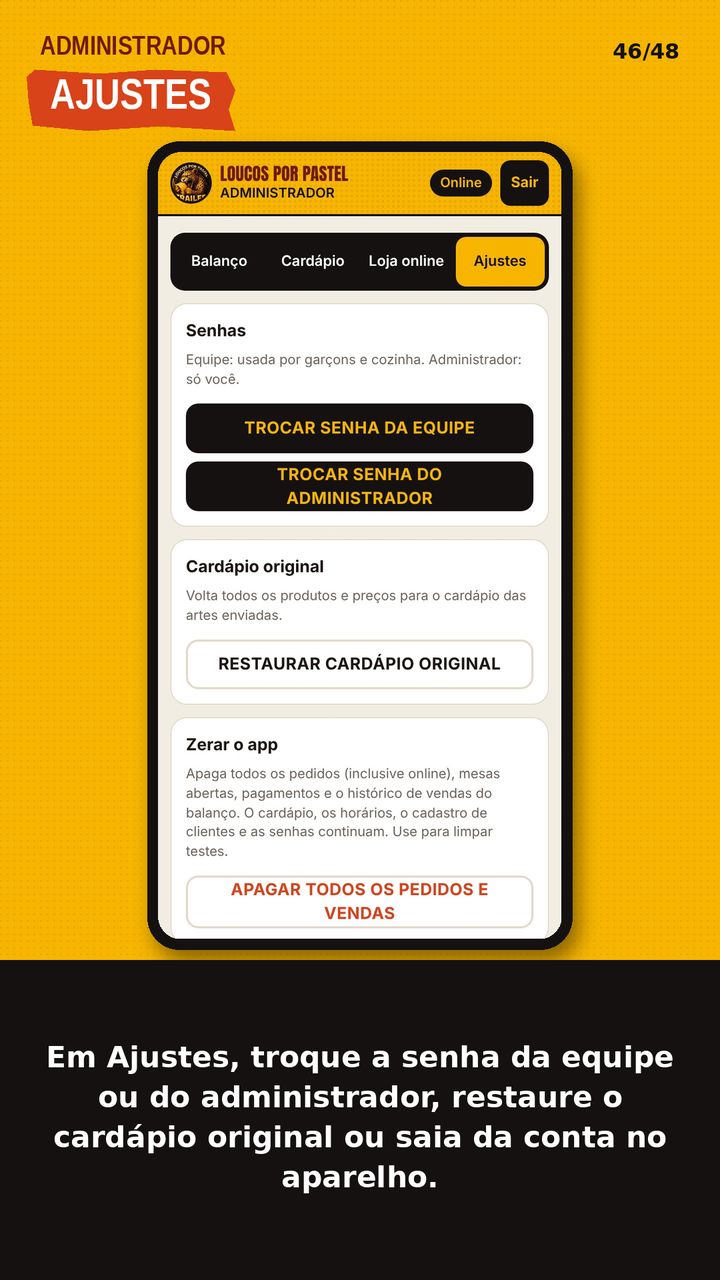 ADMINISTRADOR
46/48
AJUSTES
LOUCOS POR PASTEL
ADMINISTRADOR
Online
Sair
LOUCOS POR PASTEL
TRAILER
Balanço
Cardápio
Loja online
Ajustes
Senhas
Equipe: usada por garçons e cozinha. Administrador:
só você.
TROCAR SENHA DA EQUIPE
TROCAR SENHA DO
ADMINISTRADOR
Cardápio original
Volta todos os produtos e preços para o cardápio das
artes enviadas.
RESTAURAR CARDÁPIO ORIGINAL
Zerar o app
Apaga todos os pedidos (inclusive online), mesas
abertas, pagamentos e o histórico de vendas do
balanço. O cardápio, os horários, o cadastro de
clientes e as senhas continuam. Use para limpar
testes.
APAGAR TODOS OS PEDIDOS E
VENDAS
Em Ajustes, troque a senha da equipe
ou do administrador, restaure o
cardápio original ou saia da conta no
aparelho.